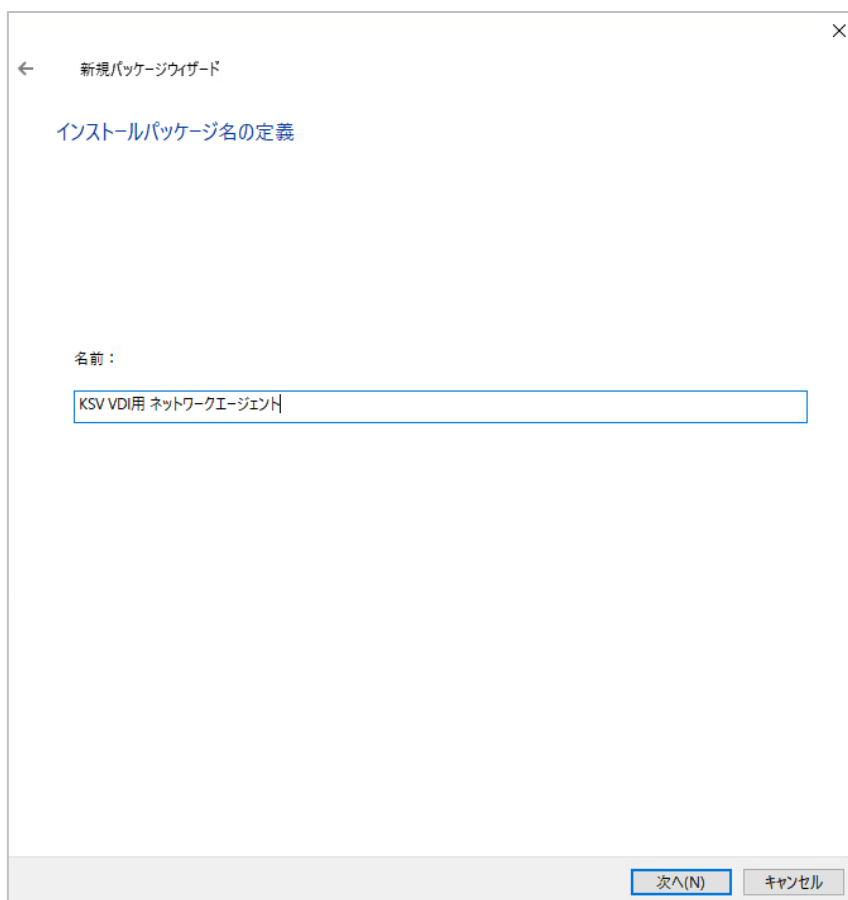 新規パッケージウィザード
インストールパッケージ名の定義
名前：
KSV VDI用 ネットワークエージェント
次へ(N)
キャンセル